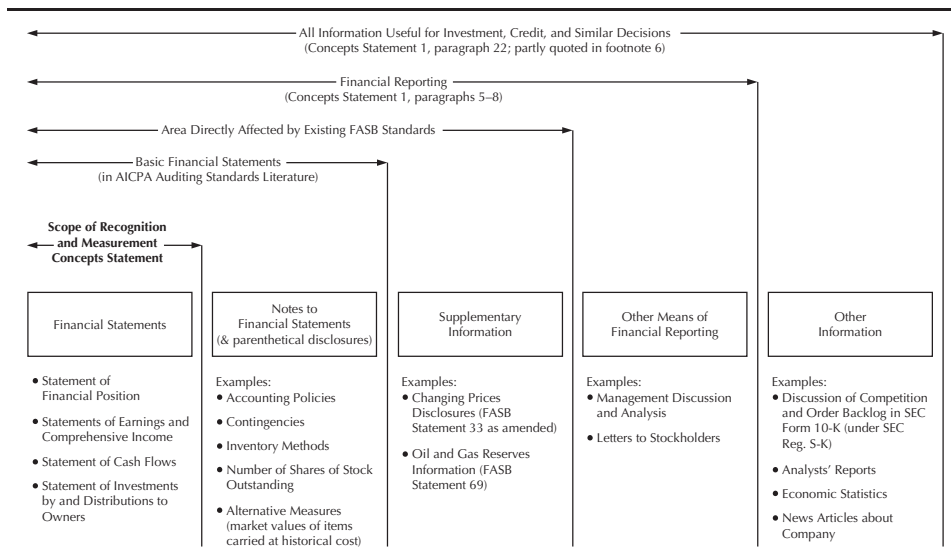 All Information Useful for Investment, Credit, and Similar Decisions
(Concepts Statement 1, paragraph 22; partly quoted in footnote 6)
Financial Reporting
(Concepts Statement 1, paragraphs 5–8)
Area Directly Affected by Existing FASB Standards
Basic Financial Statements
(in AICPA Auditing Standards Literature)
Scope of Recognition
and Measurement
Concepts Statement
Financial Statements
Notes to
Financial Statements
(& parenthetical disclosures)
Supplementary
Information
Other Means of
Financial Reporting
Other
Information
• Statement of
Financial Position
• Statements of Earnings and
Comprehensive Income
• Statement of Cash Flows
• Statement of Investments
by and Distributions to
Owners
Examples:
• Accounting Policies
• Contingencies
• Inventory Methods
• Number of Shares of Stock
Outstanding
• Alternative Measures
(market values of items
carried at historical cost)
Examples:
• Changing Prices
Disclosures (FASB
Statement 33 as amended)
• Oil and Gas Reserves
Information (FASB
Statement 69)
Examples:
• Management Discussion
and Analysis
• Letters to Stockholders
Examples:
• Discussion of Competition
and Order Backlog in SEC
Form 10-K (under SEC
Reg. S-K)
• Analysts' Reports
• Economic Statistics
• News Articles about
Company